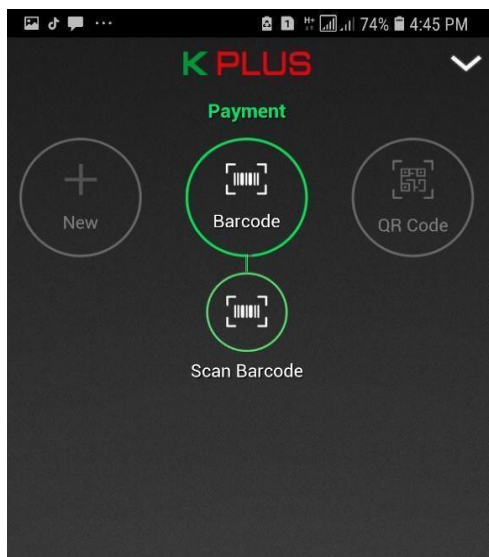 74% 4:45 PM
K PLUS
Payment
New
Barcode
QR Code
Scan Barcode